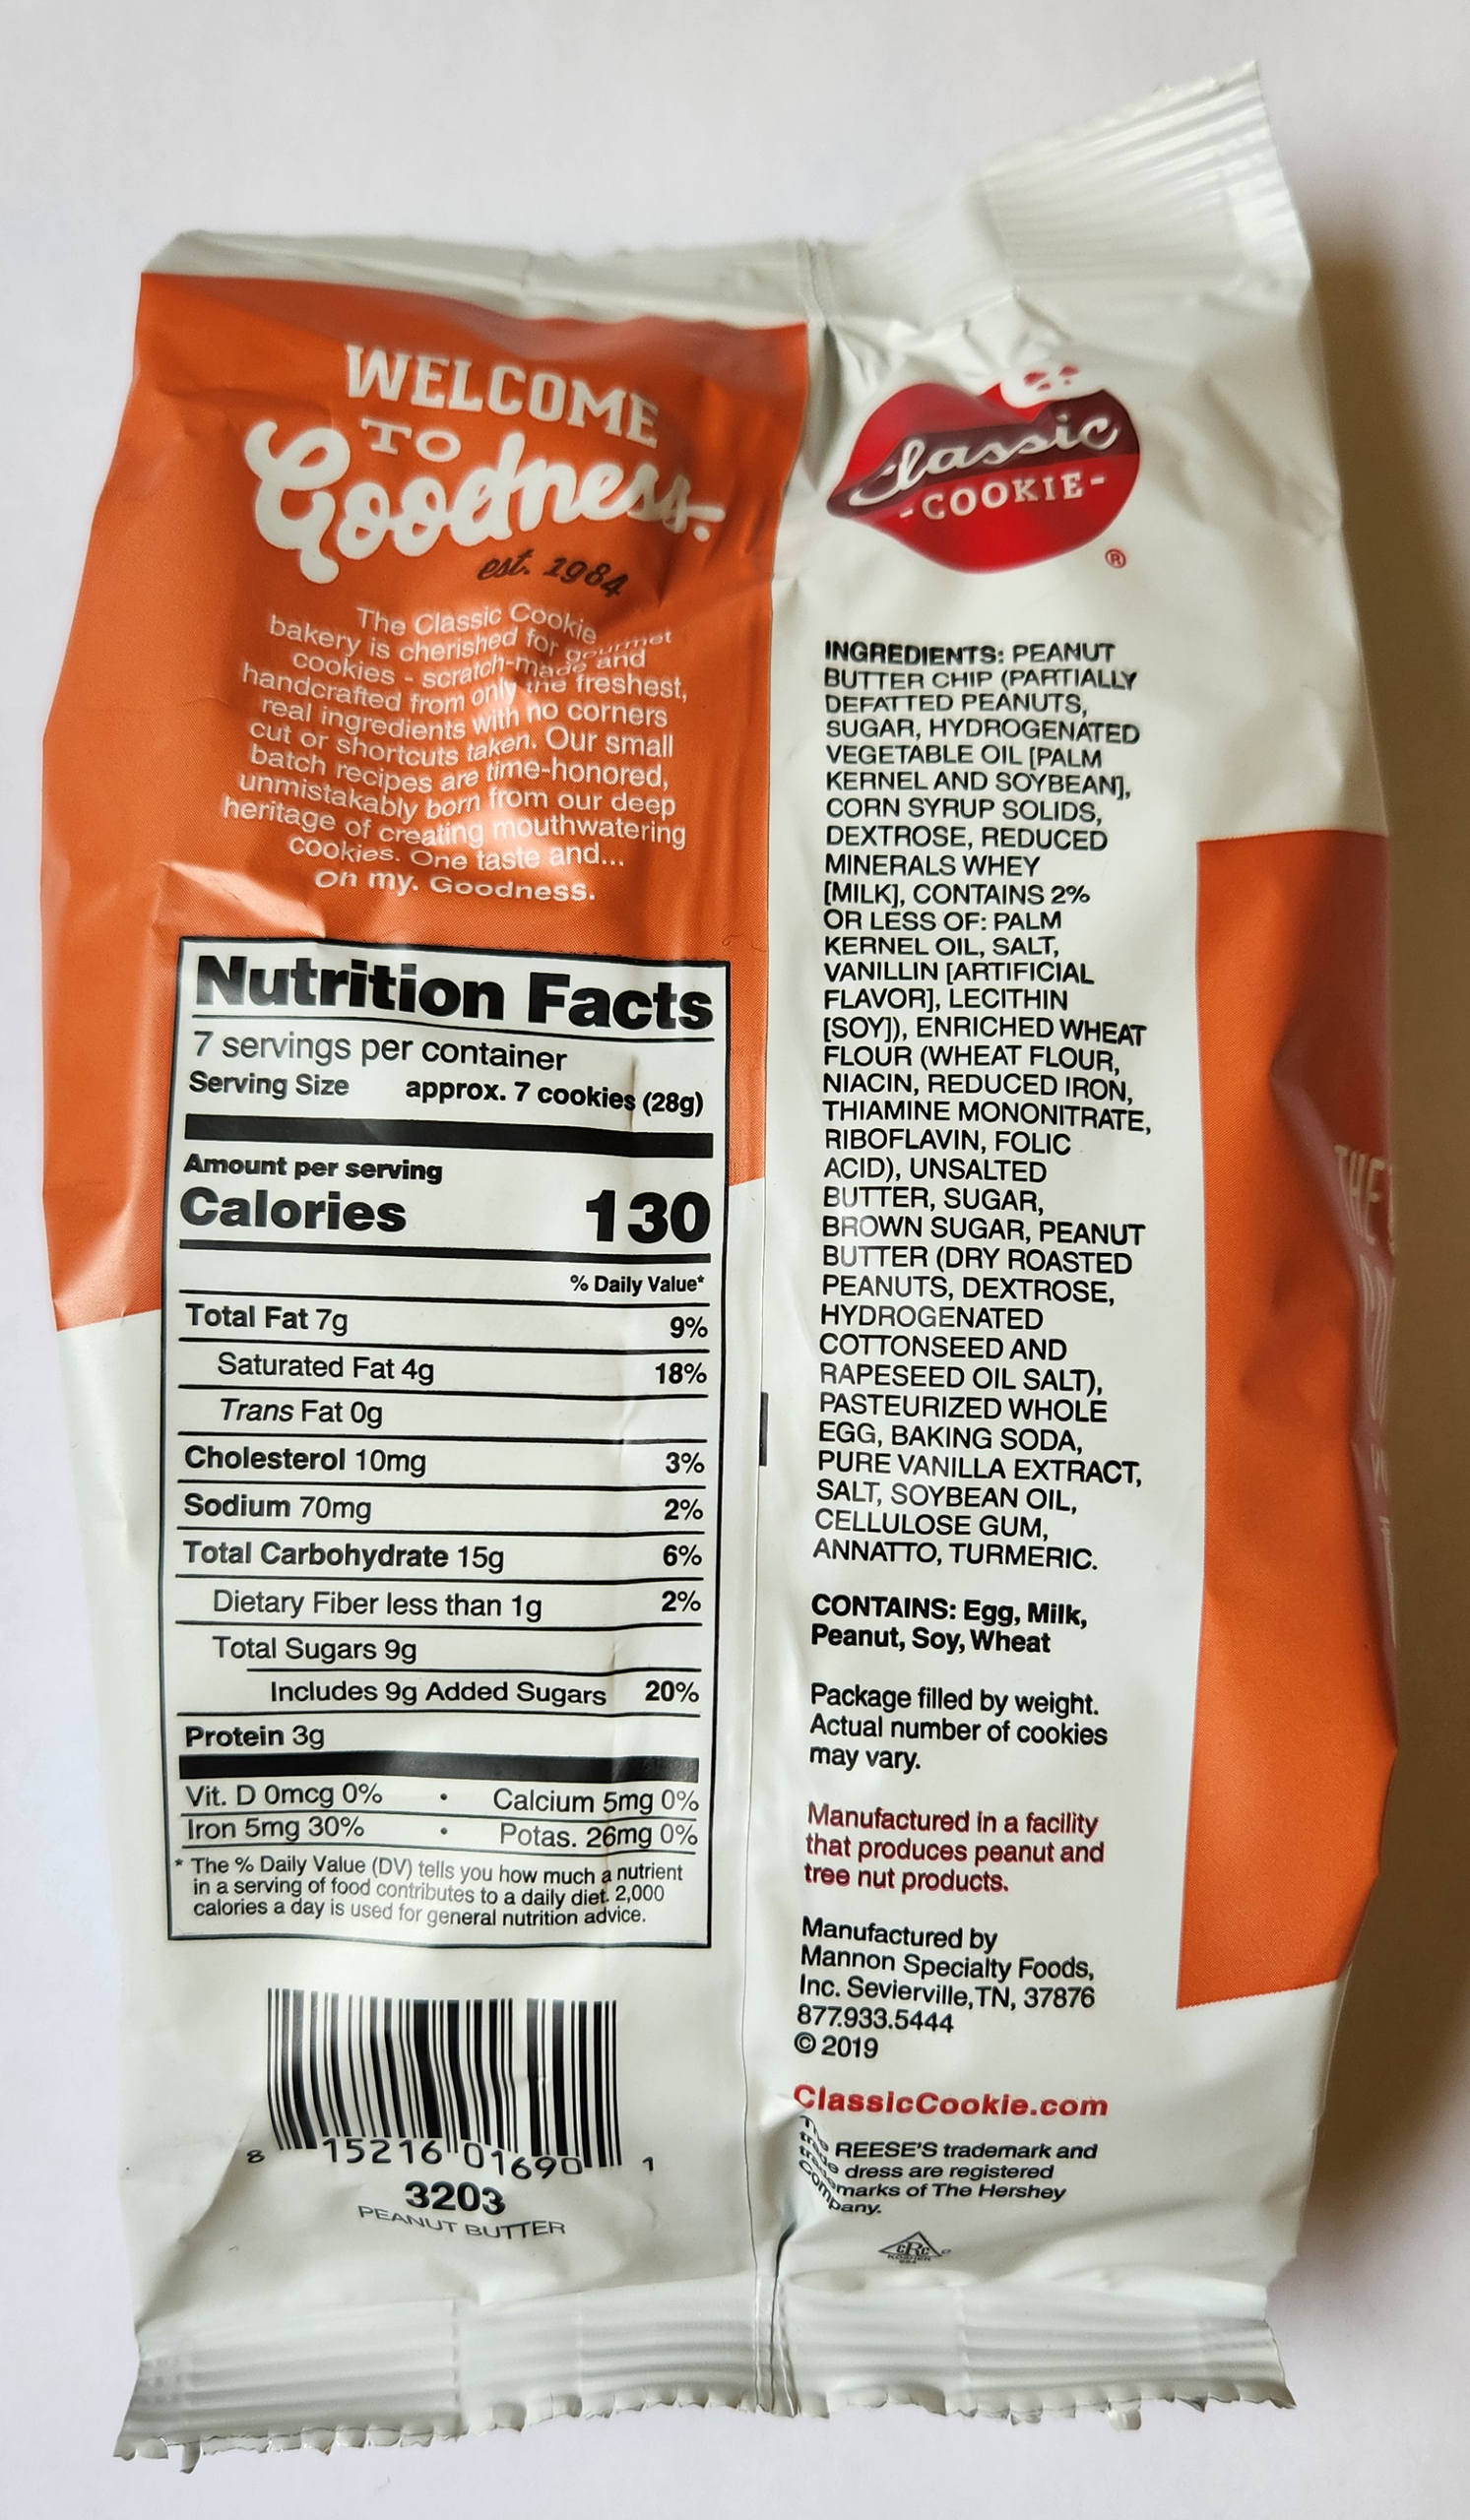 WELCOME
TO
Goodness.
est. 1984
The Classic Cookie
bakery is cherished for gourmet
cookies - scratch-made and
handcrafted from only the freshest,
real ingredients with no corners
cut or shortcuts taken. Our small
batch recipes are time-honored,
unmistakably born from our deep
heritage of creating mouthwatering
cookies. One taste and...
Oh my. Goodness.
Nutrition Facts
7 servings per container
Serving Size approx. 7 cookies (28g)
Amount per serving
Calories 130
% Daily Value*
Total Fat 7g 9%
Saturated Fat 4g 18%
Trans Fat 0g
Cholesterol 10mg 3%
Sodium 70mg 2%
Total Carbohydrate 15g 6%
Dietary Fiber less than 1g 2%
Total Sugars 9g
Includes 9g Added Sugars 20%
Protein 3g
Vit. D 0mcg 0% • Calcium 5mg 0%
Iron 5mg 30% • Potas. 26mg 0%
* The % Daily Value (DV) tells you how much a nutrient
in a serving of food contributes to a daily diet. 2,000
calories a day is used for general nutrition advice.
8 15216 01690 1
3203
PEANUT BUTTER
Classic
-COOKIE-
®
INGREDIENTS: PEANUT
BUTTER CHIP (PARTIALLY
DEFATTED PEANUTS,
SUGAR, HYDROGENATED
VEGETABLE OIL [PALM
KERNEL AND SOYBEAN],
CORN SYRUP SOLIDS,
DEXTROSE, REDUCED
MINERALS WHEY
[MILK], CONTAINS 2%
OR LESS OF: PALM
KERNEL OIL, SALT,
VANILLIN [ARTIFICIAL
FLAVOR], LECITHIN
[SOY]), ENRICHED WHEAT
FLOUR (WHEAT FLOUR,
NIACIN, REDUCED IRON,
THIAMINE MONONITRATE,
RIBOFLAVIN, FOLIC
ACID), UNSALTED
BUTTER, SUGAR,
BROWN SUGAR, PEANUT
BUTTER (DRY ROASTED
PEANUTS, DEXTROSE,
HYDROGENATED
COTTONSEED AND
RAPESEED OIL SALT),
PASTEURIZED WHOLE
EGG, BAKING SODA,
PURE VANILLA EXTRACT,
SALT, SOYBEAN OIL,
CELLULOSE GUM,
ANNATTO, TURMERIC.
CONTAINS: Egg, Milk,
Peanut, Soy, Wheat
Package filled by weight.
Actual number of cookies
may vary.
Manufactured in a facility
that produces peanut and
tree nut products.
Manufactured by
Mannon Specialty Foods,
Inc. Sevierville, TN, 37876
877.933.5444
© 2019
ClassicCookie.com
The REESE'S trademark and
trade dress are registered
trademarks of The Hershey
Company.
CRC
KOSHER
THE